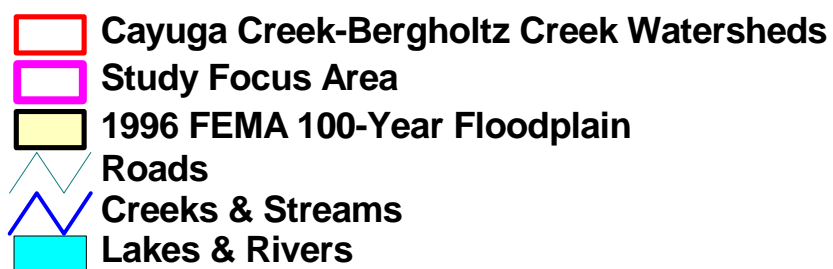 Cayuga Creek-Bergholtz Creek Watersheds
Study Focus Area
1996 FEMA 100-Year Floodplain
Roads
Creeks & Streams
Lakes & Rivers